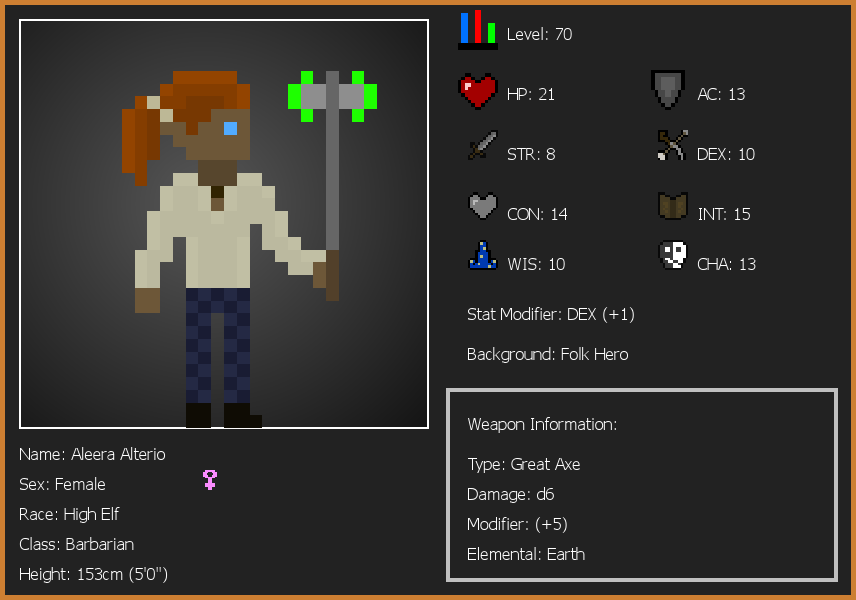 Level: 70
HP: 21
AC: 13
STR: 8
DEX: 10
CON: 14
INT: 15
WIS: 10
CHA: 13
Stat Modifier: DEX (+1)
Background: Folk Hero
Weapon Information:
Type: Great Axe
Damage: d6
Modifier: (+5)
Elemental: Earth
Name: Aleera Alterio
Sex: Female
Race: High Elf
Class: Barbarian
Height: 153cm (5'0")